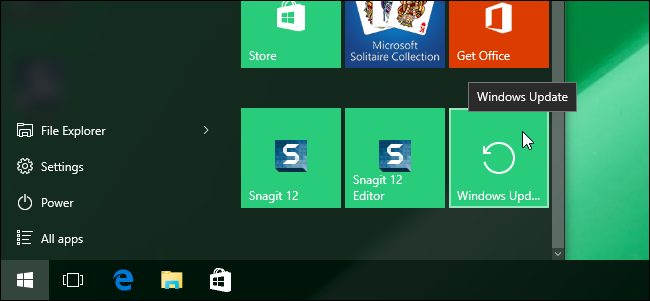 Store
Microsoft
Solitaire Collection
Get Office
Windows Update
File Explorer
Settings
Power
All apps
S
Snagit 12
S
Snagit 12
Editor
Windows Upd...